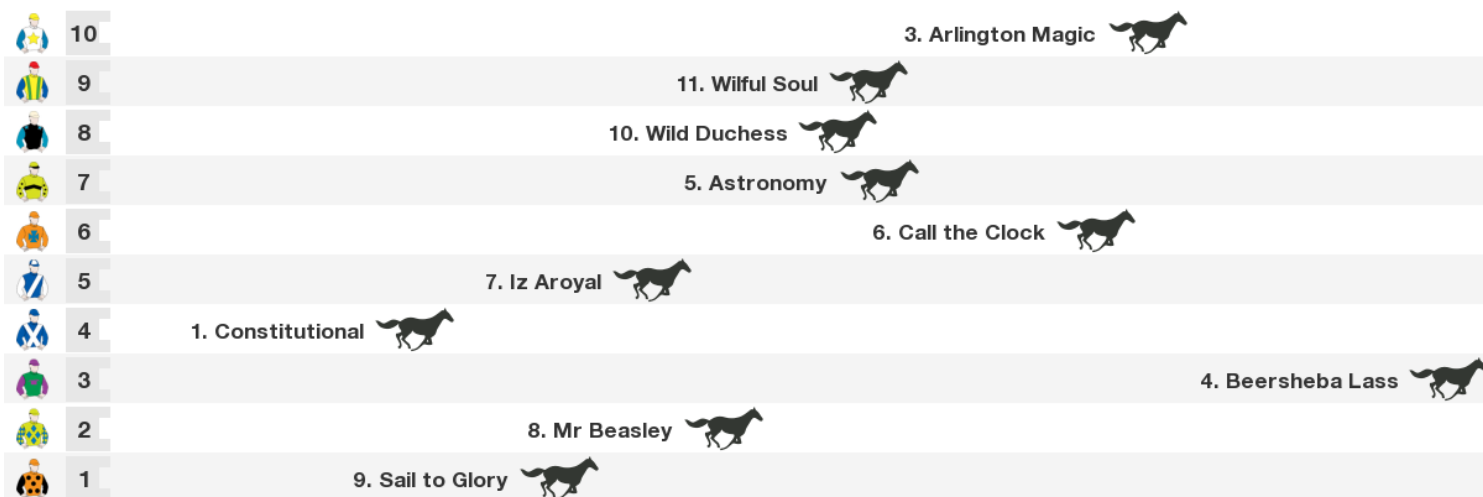 10 3. Arlington Magic
9 11. Wilful Soul
8 10. Wild Duchess
7 5. Astronomy
6 6. Call the Clock
5 7. Iz Aroyal
4 1. Constitutional
3 4. Beersheba Lass
2 8. Mr Beasley
1 9. Sail to Glory